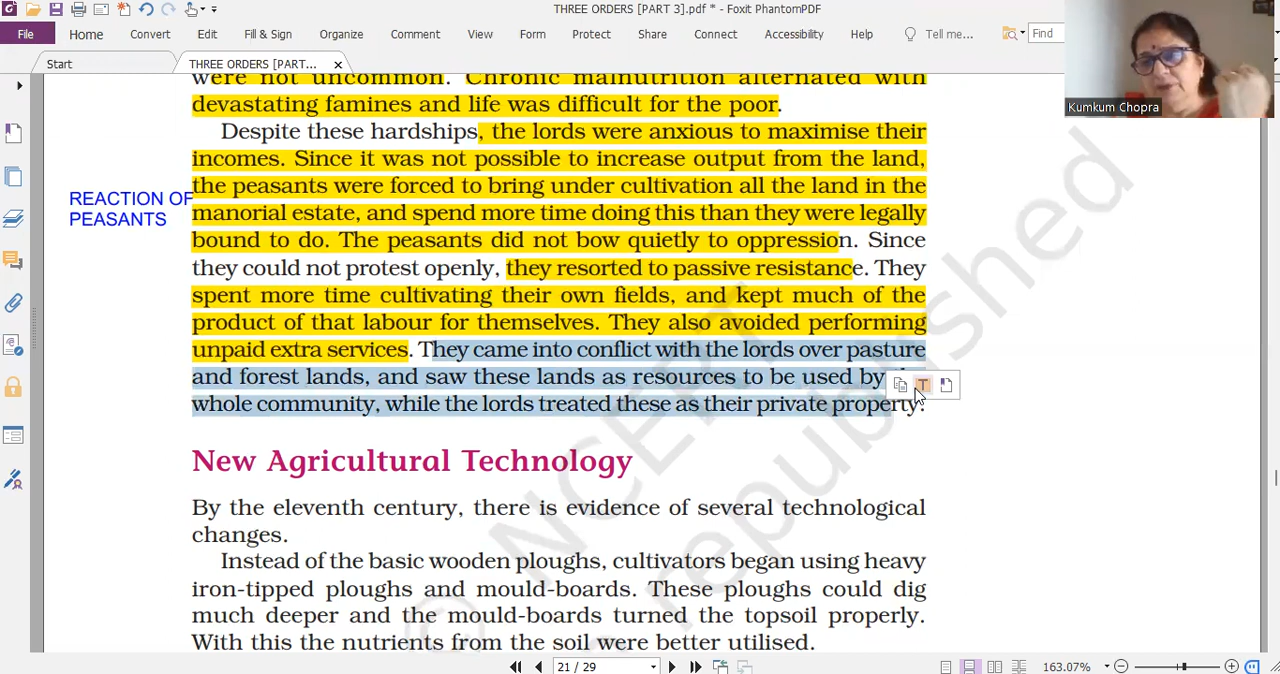 THREE ORDERS [PART 3].pdf * - Foxit PhantomPDF
File Home Convert Edit Fill & Sign Organize Comment View Form Protect Share Connect Accessibility Help Tell me... Find
Start THREE ORDERS [PART...
Kumkum Chopra
were not uncommon. Chronic malnutrition alternated with
devastating famines and life was difficult for the poor.
Despite these hardships, the lords were anxious to maximise their
incomes. Since it was not possible to increase output from the land,
the peasants were forced to bring under cultivation all the land in the
REACTION OF
PEASANTS
manorial estate, and spend more time doing this than they were legally
bound to do. The peasants did not bow quietly to oppression. Since
they could not protest openly, they resorted to passive resistance. They
spent more time cultivating their own fields, and kept much of the
product of that labour for themselves. They also avoided performing
unpaid extra services. They came into conflict with the lords over pasture
and forest lands, and saw these lands as resources to be used by
whole community, while the lords treated these as their private property.
New Agricultural Technology
By the eleventh century, there is evidence of several technological
changes.
Instead of the basic wooden ploughs, cultivators began using heavy
iron-tipped ploughs and mould-boards. These ploughs could dig
much deeper and the mould-boards turned the topsoil properly.
With this the nutrients from the soil were better utilised.
© NCERT
republished
21 / 29
163.07%